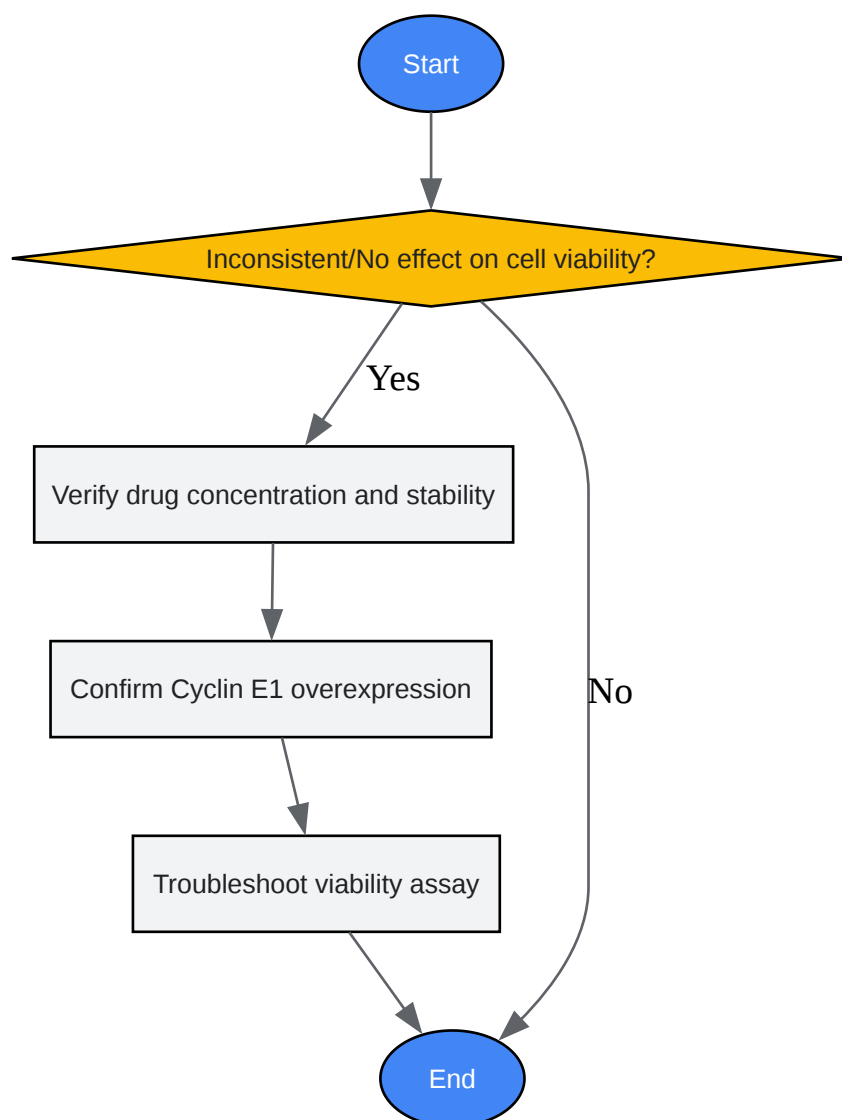 Start
Inconsistent/No effect on cell viability?
Yes
Verify drug concentration and stability
Confirm Cyclin E1 overexpression
No
Troubleshoot viability assay
End